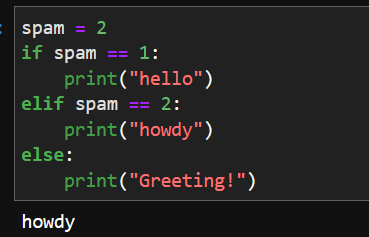 spam = 2
if spam == 1:
    print("hello")
elif spam == 2:
    print("howdy")
else:
    print("Greeting!")
howdy